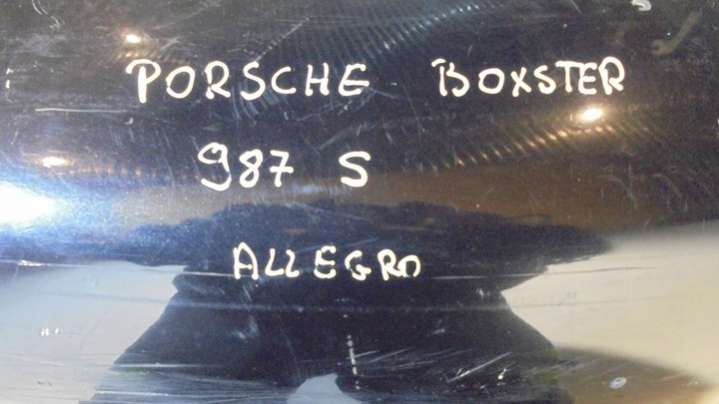 PORSCHE BOXSTER
987 S
ALLEGRO